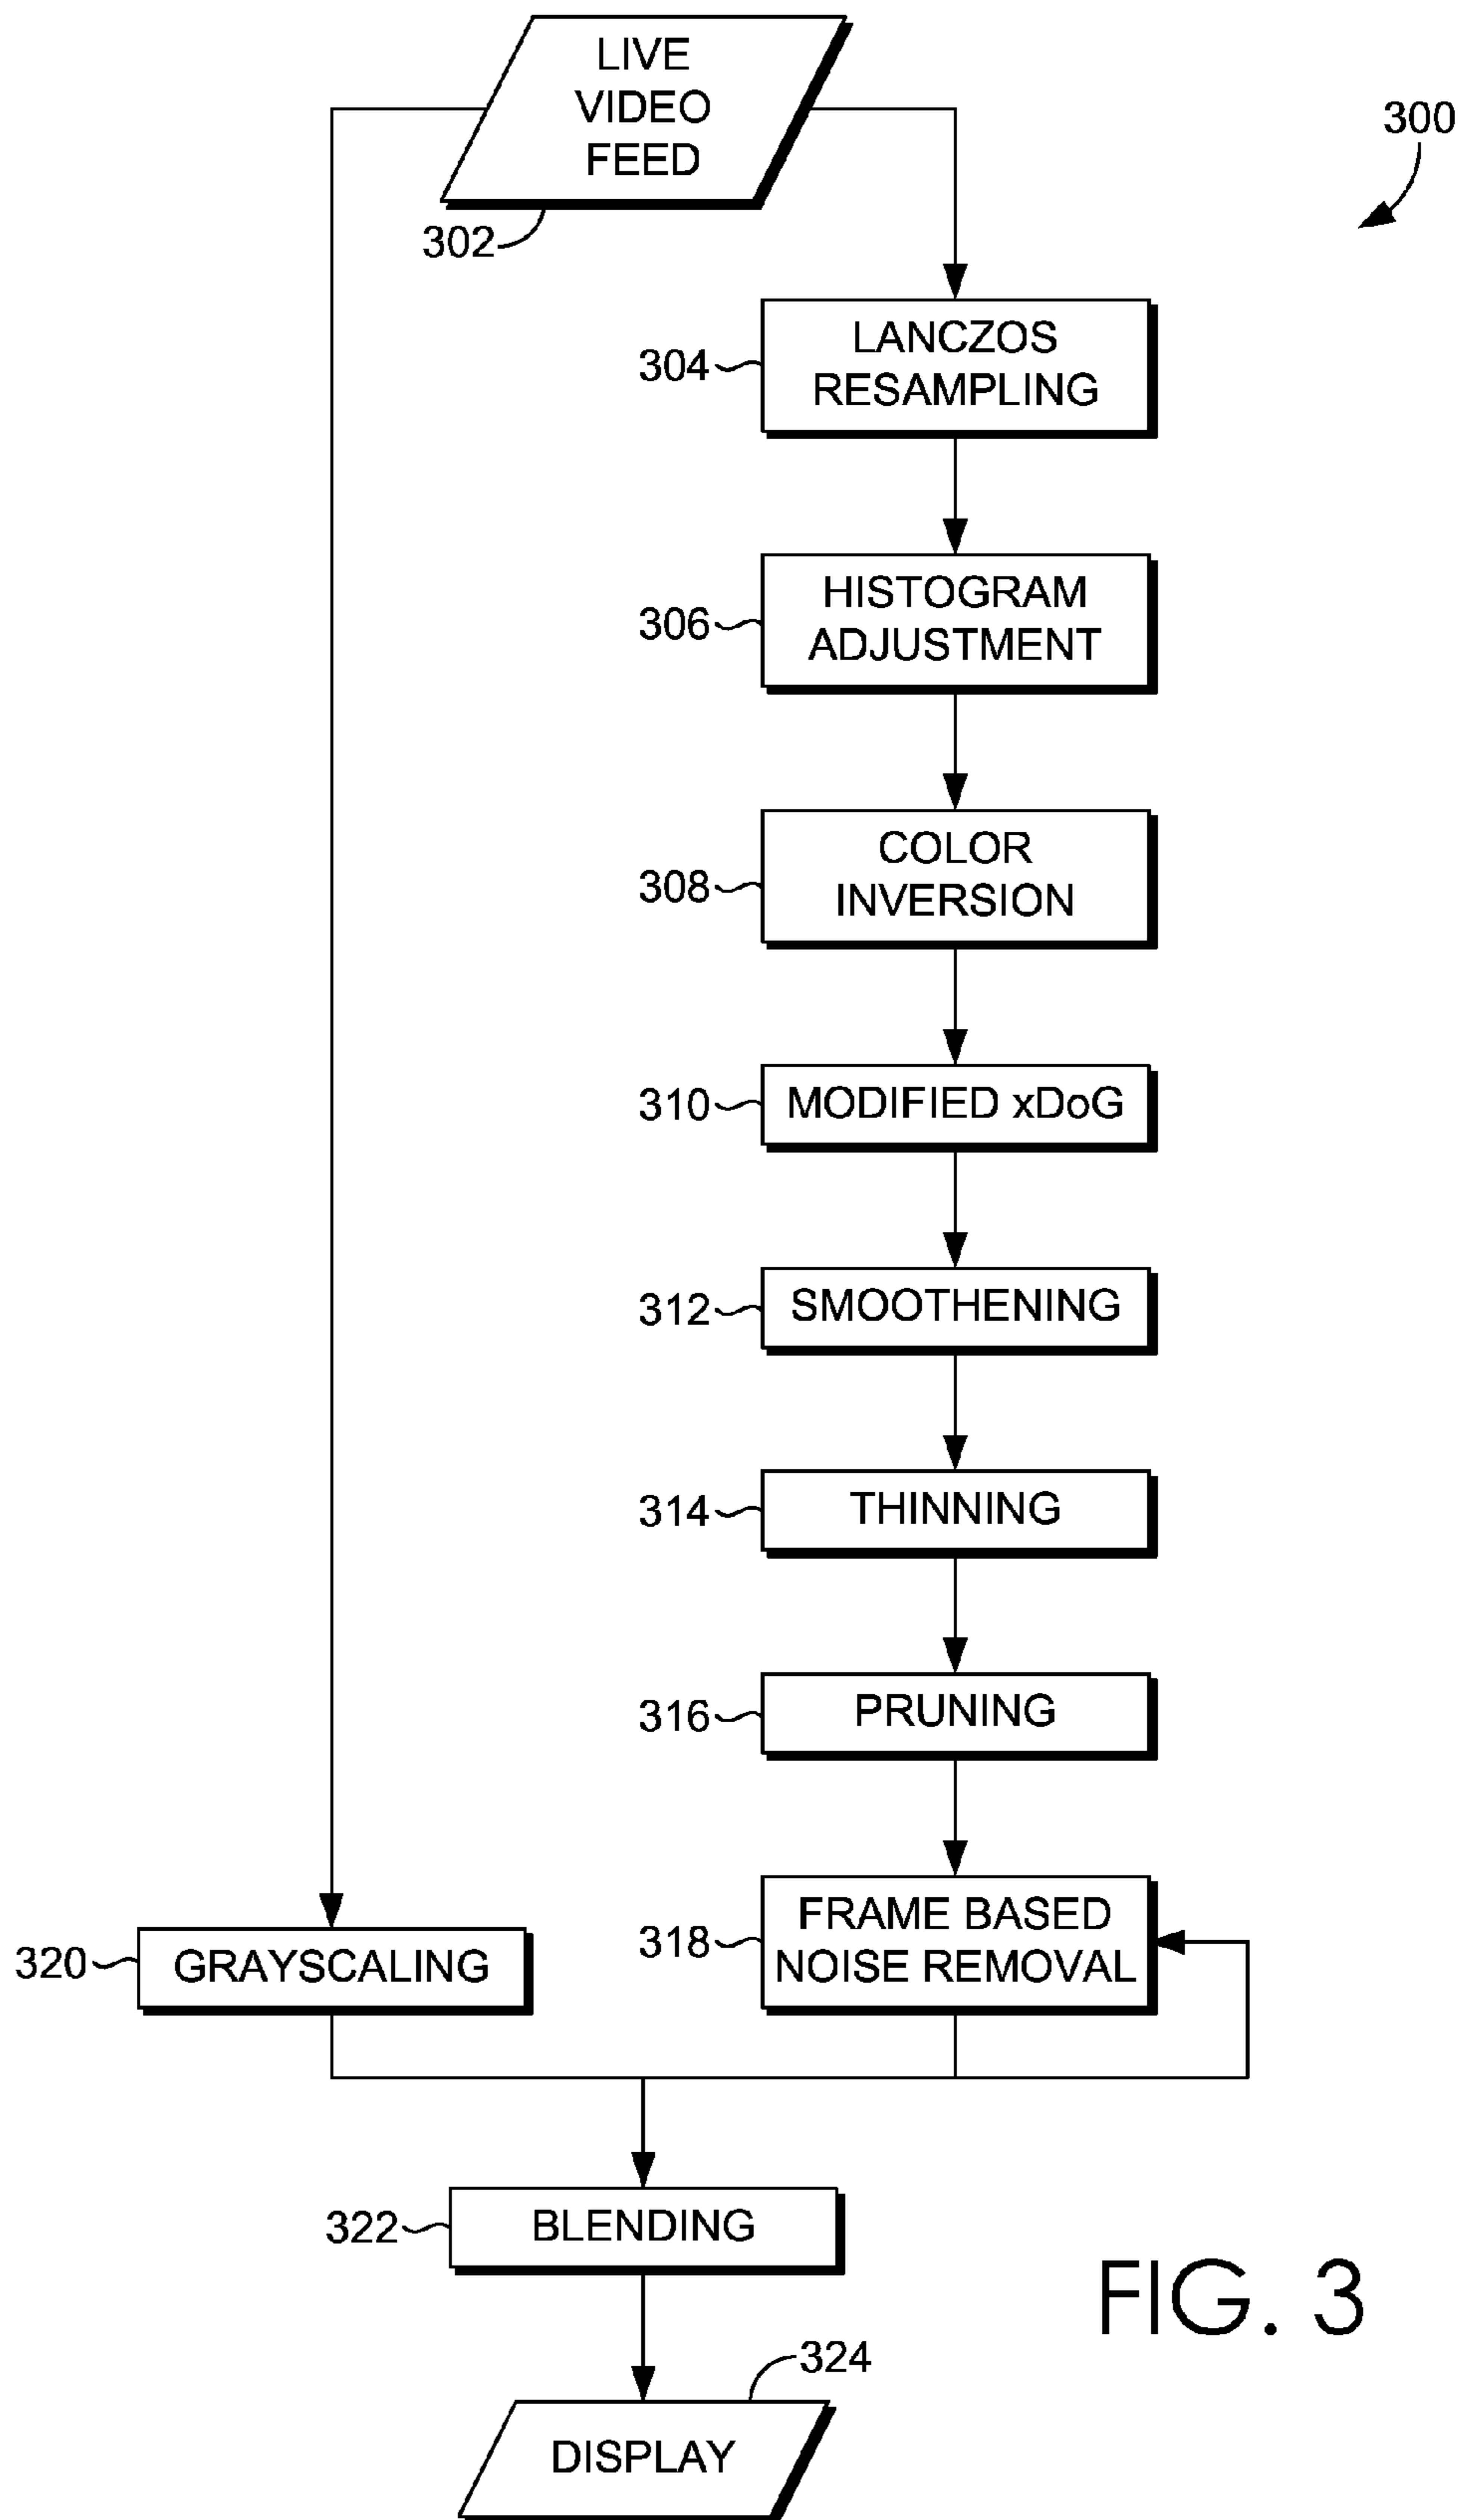 LIVE
VIDEO
FEED
300
302
304
LANCZOS
RESAMPLING
306
HISTOGRAM
ADJUSTMENT
308
COLOR
INVERSION
310
MODIFIED xDoG
312
SMOOTHENING
314
THINNING
316
PRUNING
318
FRAME BASED
NOISE REMOVAL
320
GRAYSCALING
322
BLENDING
FIG. 3
324
DISPLAY